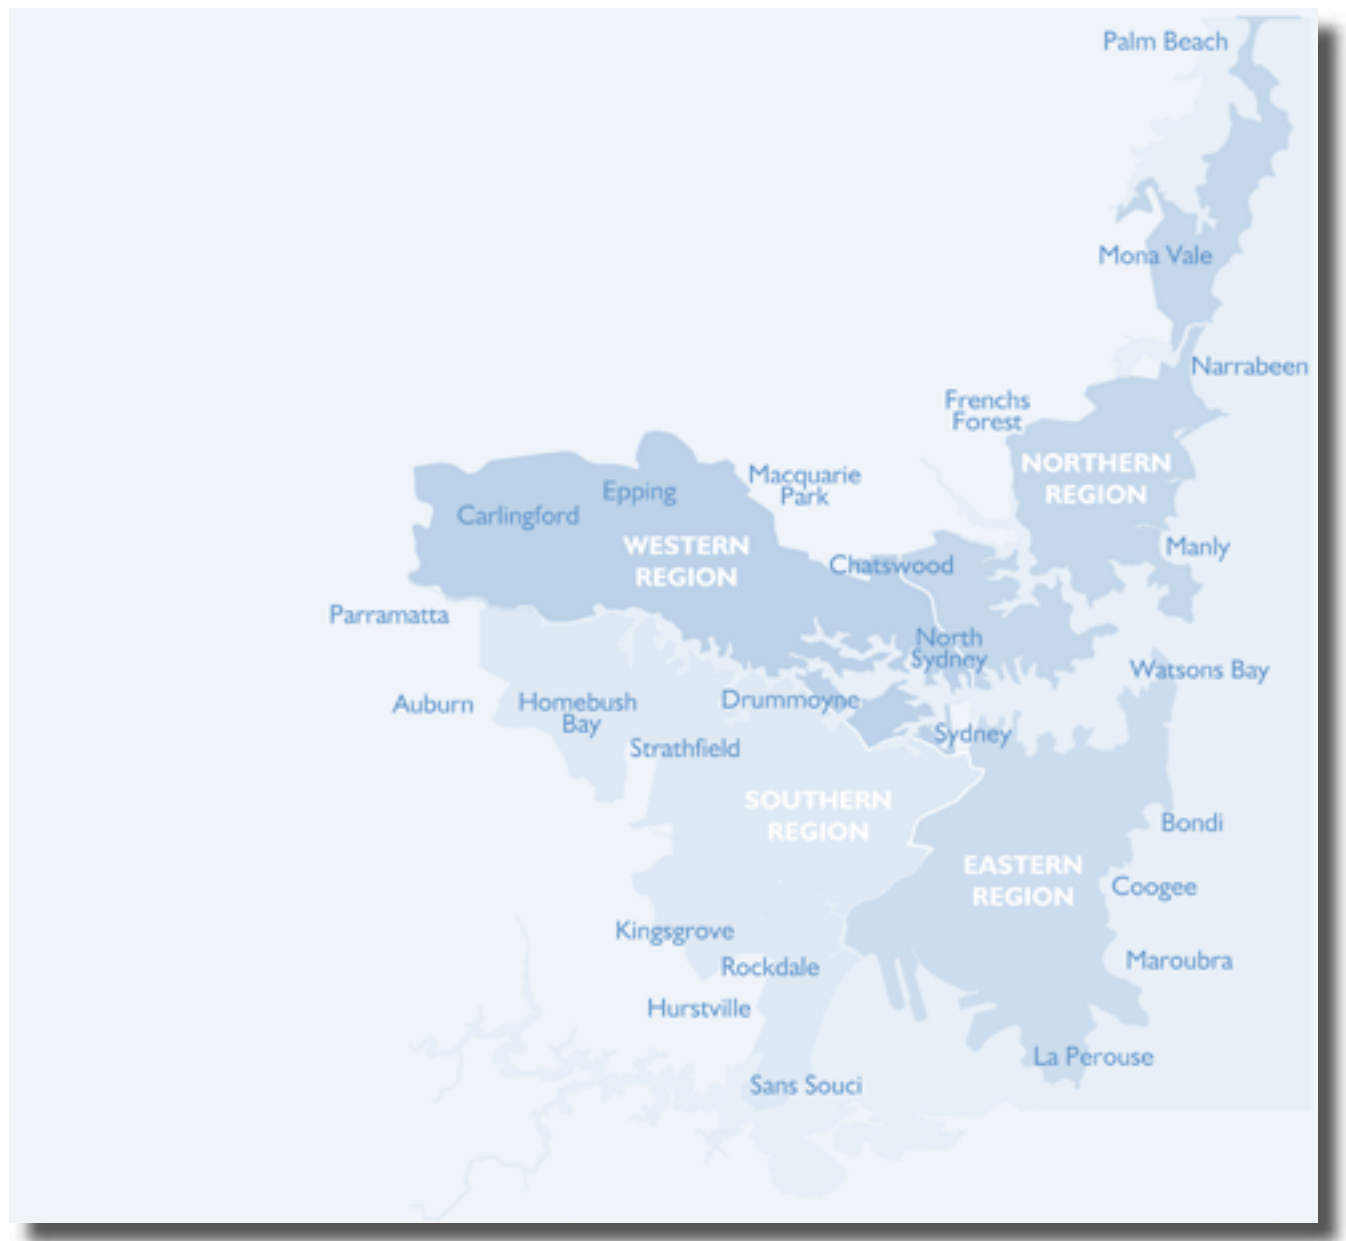 Palm Beach
Mona Vale
Narrabeen
Frenchs
Forest
NORTHERN
REGION
Macquarie
Park
Epping
Carlingford
WESTERN
REGION
Manly
Chatswood
Parramatta
North
Sydney
Watsons Bay
Auburn
Homebush
Bay
Drummoyne
Sydney
Strathfield
SOUTHERN
REGION
Bondi
EASTERN
REGION
Coogee
Kingsgrove
Maroubra
Rockdale
Hurstville
La Perouse
Sans Souci